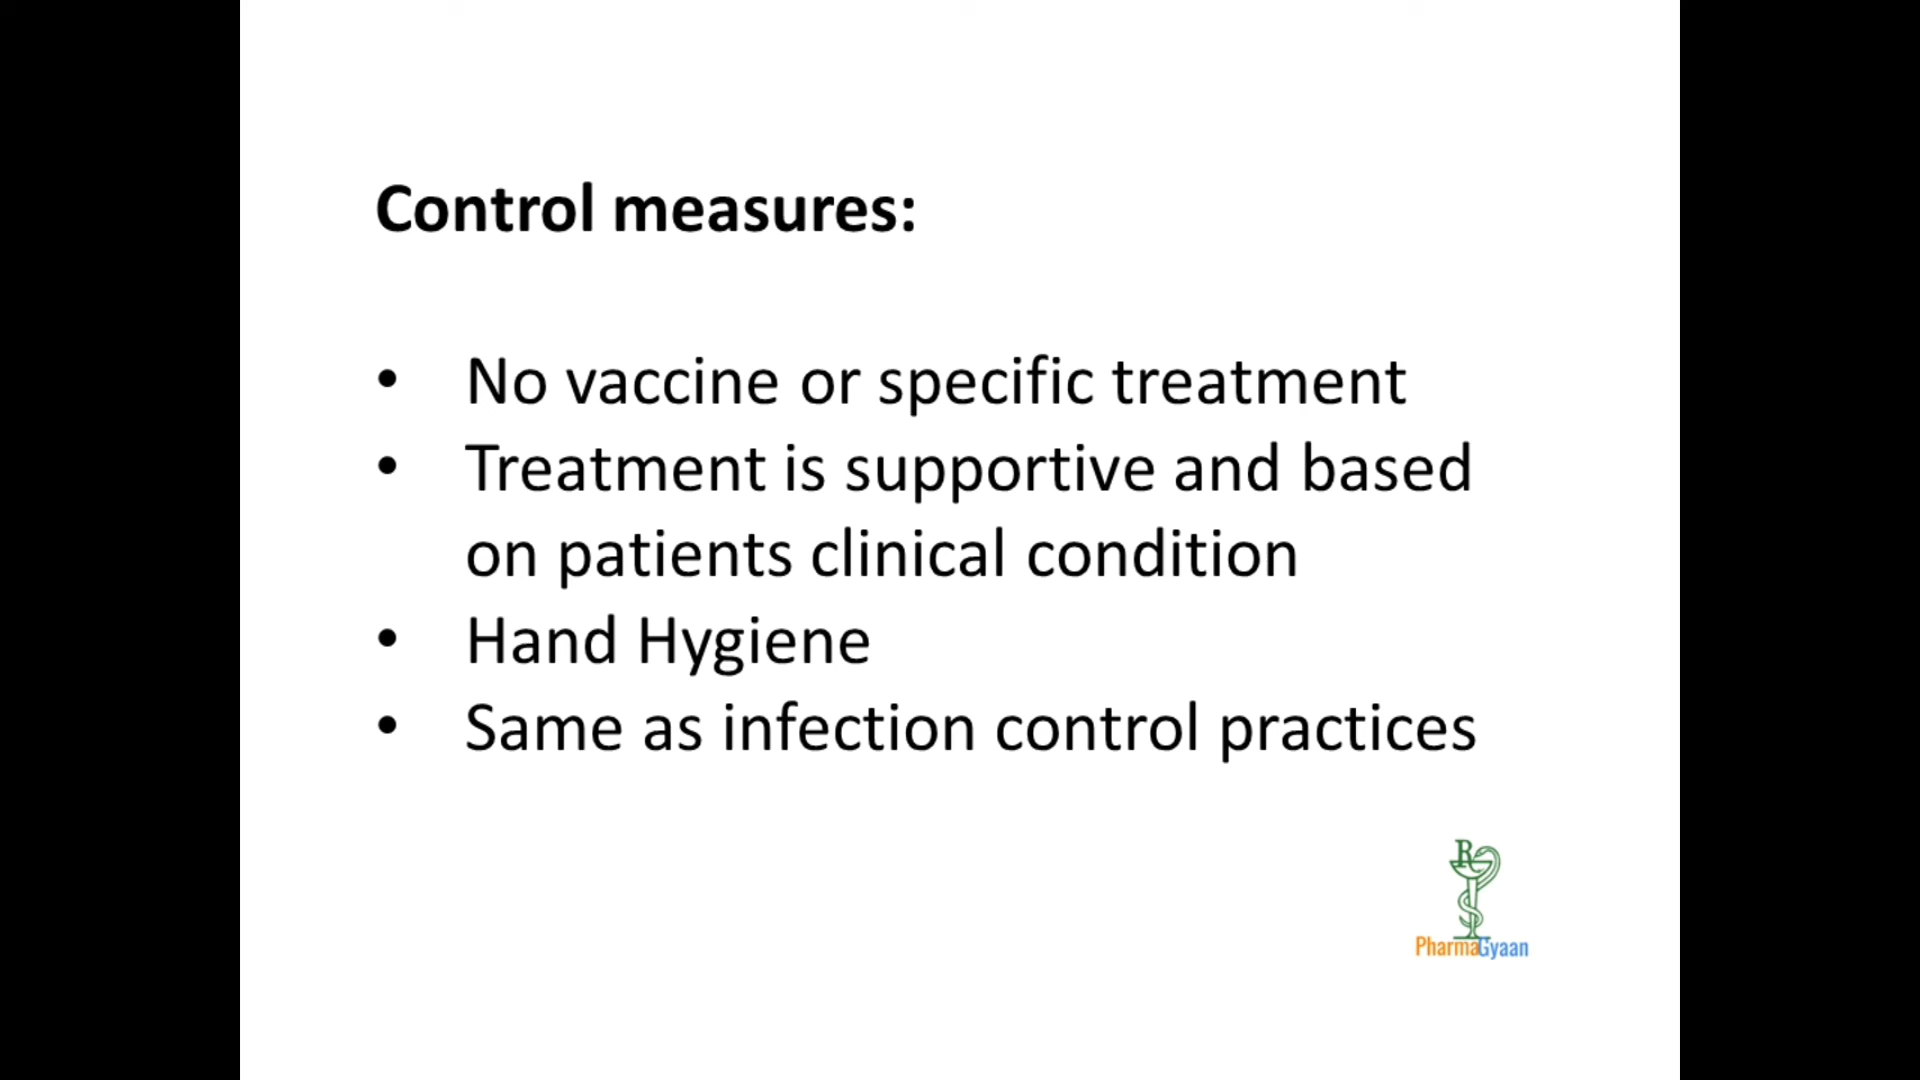 Control measures:
• No vaccine or specific treatment
• Treatment is supportive and based
on patients clinical condition
• Hand Hygiene
• Same as infection control practices
R
PharmaGyaan